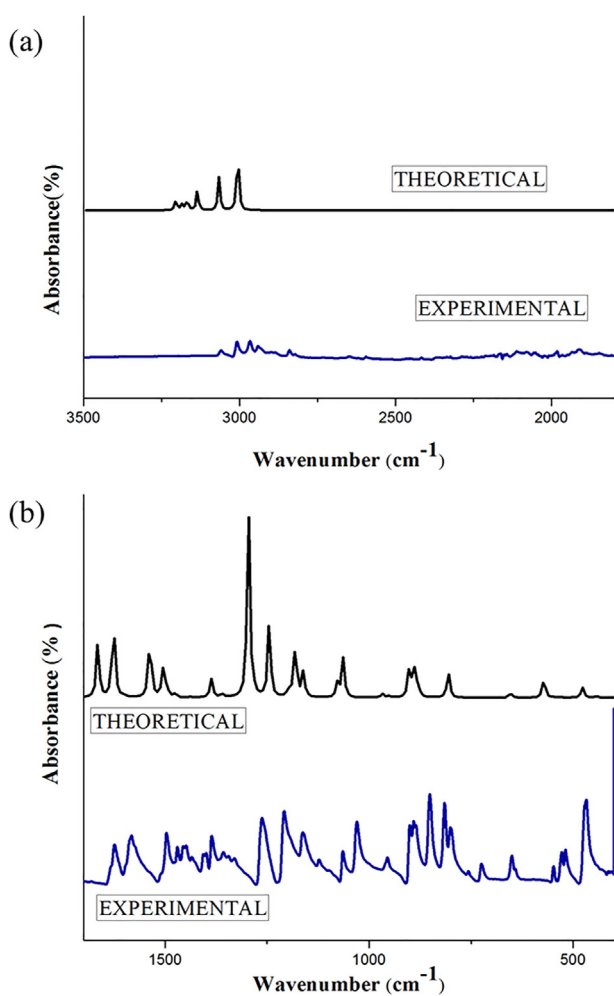 (a)
Absorbance(%)
THEORETICAL
EXPERIMENTAL
3500 3000 2500 2000
Wavenumber (cm-1)
(b)
Absorbance (%)
THEORETICAL
EXPERIMENTAL
1500 1000 500
Wavenumber (cm-1)